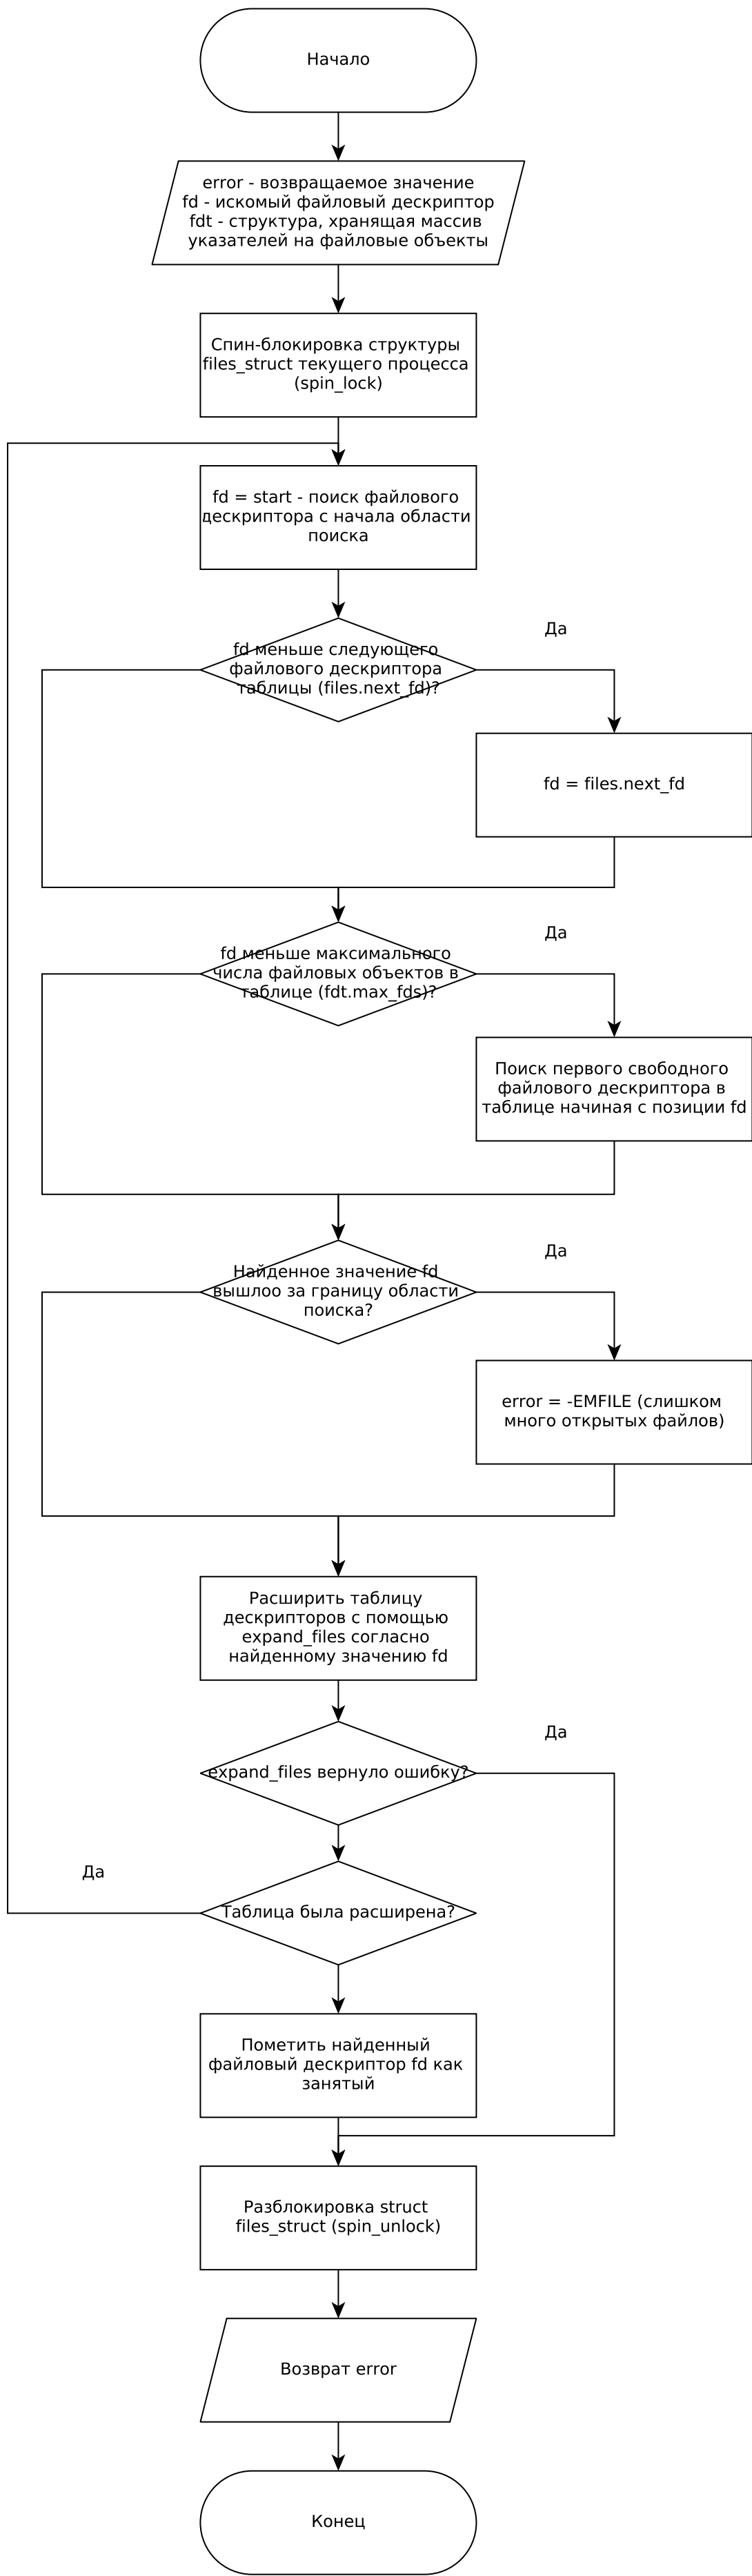 Начало
error - возвращаемое значение
fd - искомый файловый дескриптор
fdt - структура, хранящая массив
указателей на файловые объекты
Спин-блокировка структуры
files_struct текущего процесса
(spin_lock)
fd = start - поиск файлового
дескриптора с начала области
поиска
Да
fd меньше следующего
файлового дескриптора
таблицы (files.next_fd)?
fd = files.next_fd
Да
fd меньше максимального
числа файловых объектов в
таблице (fdt.max_fds)?
Поиск первого свободного
файлового дескриптора в
таблице начиная с позиции fd
Да
Найденное значение fd
вышлоо за границу области
поиска?
error = -EMFILE (слишком
много открытых файлов)
Расширить таблицу
дескрипторов с помощью
expand_files согласно
найденному значению fd
Да
expand_files вернуло ошибку?
Да
Таблица была расширена?
Пометить найденный
файловый дескриптор fd как
занятый
Разблокировка struct
files_struct (spin_unlock)
Возврат error
Конец